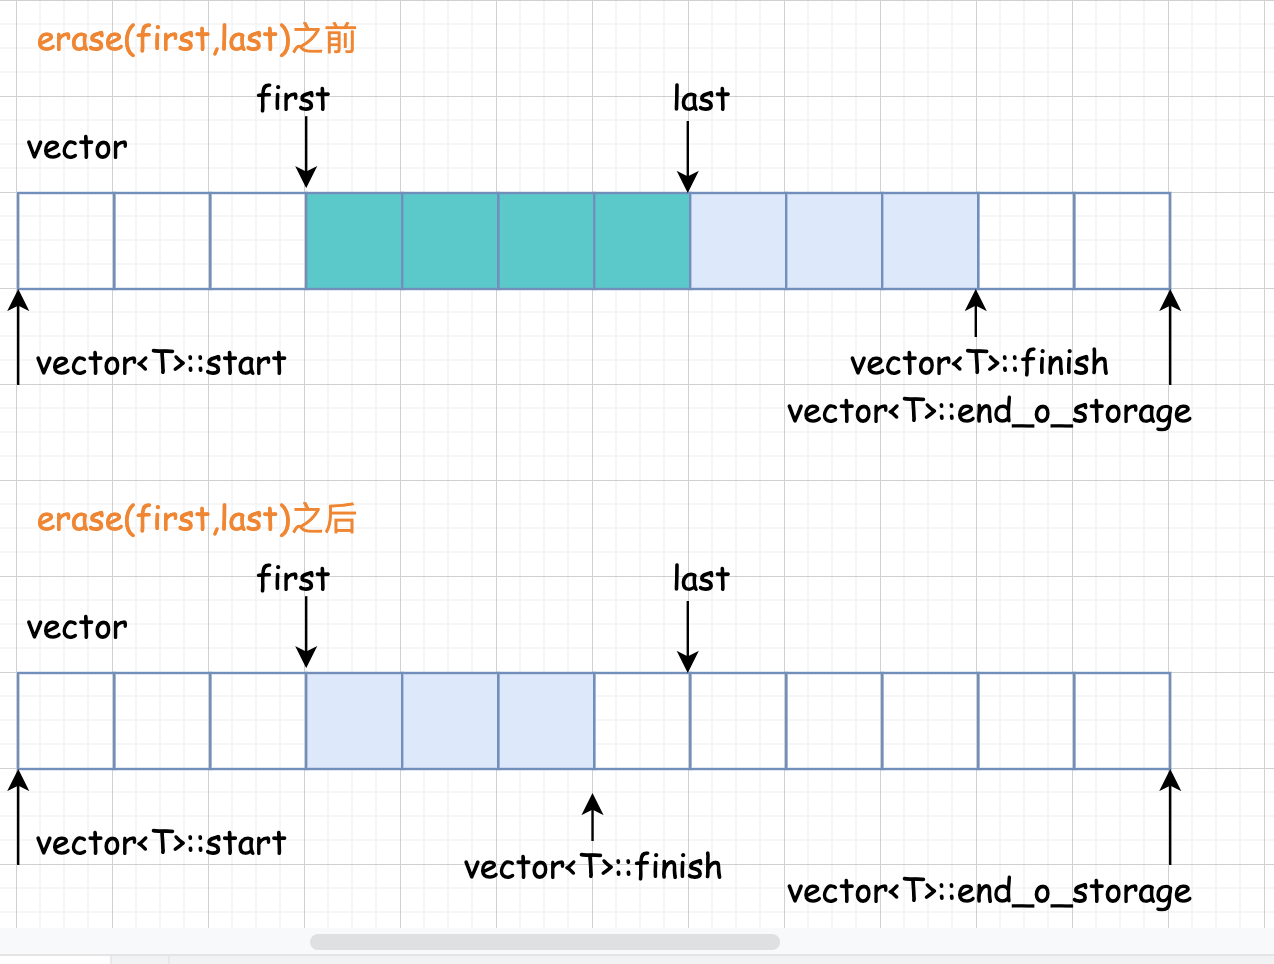 erase(first,last)之前
first
last
vector
vector<T>::start
vector<T>::finish
vector<T>::end_o_storage
erase(first,last)之后
first
last
vector
vector<T>::start
vector<T>::finish
vector<T>::end_o_storage